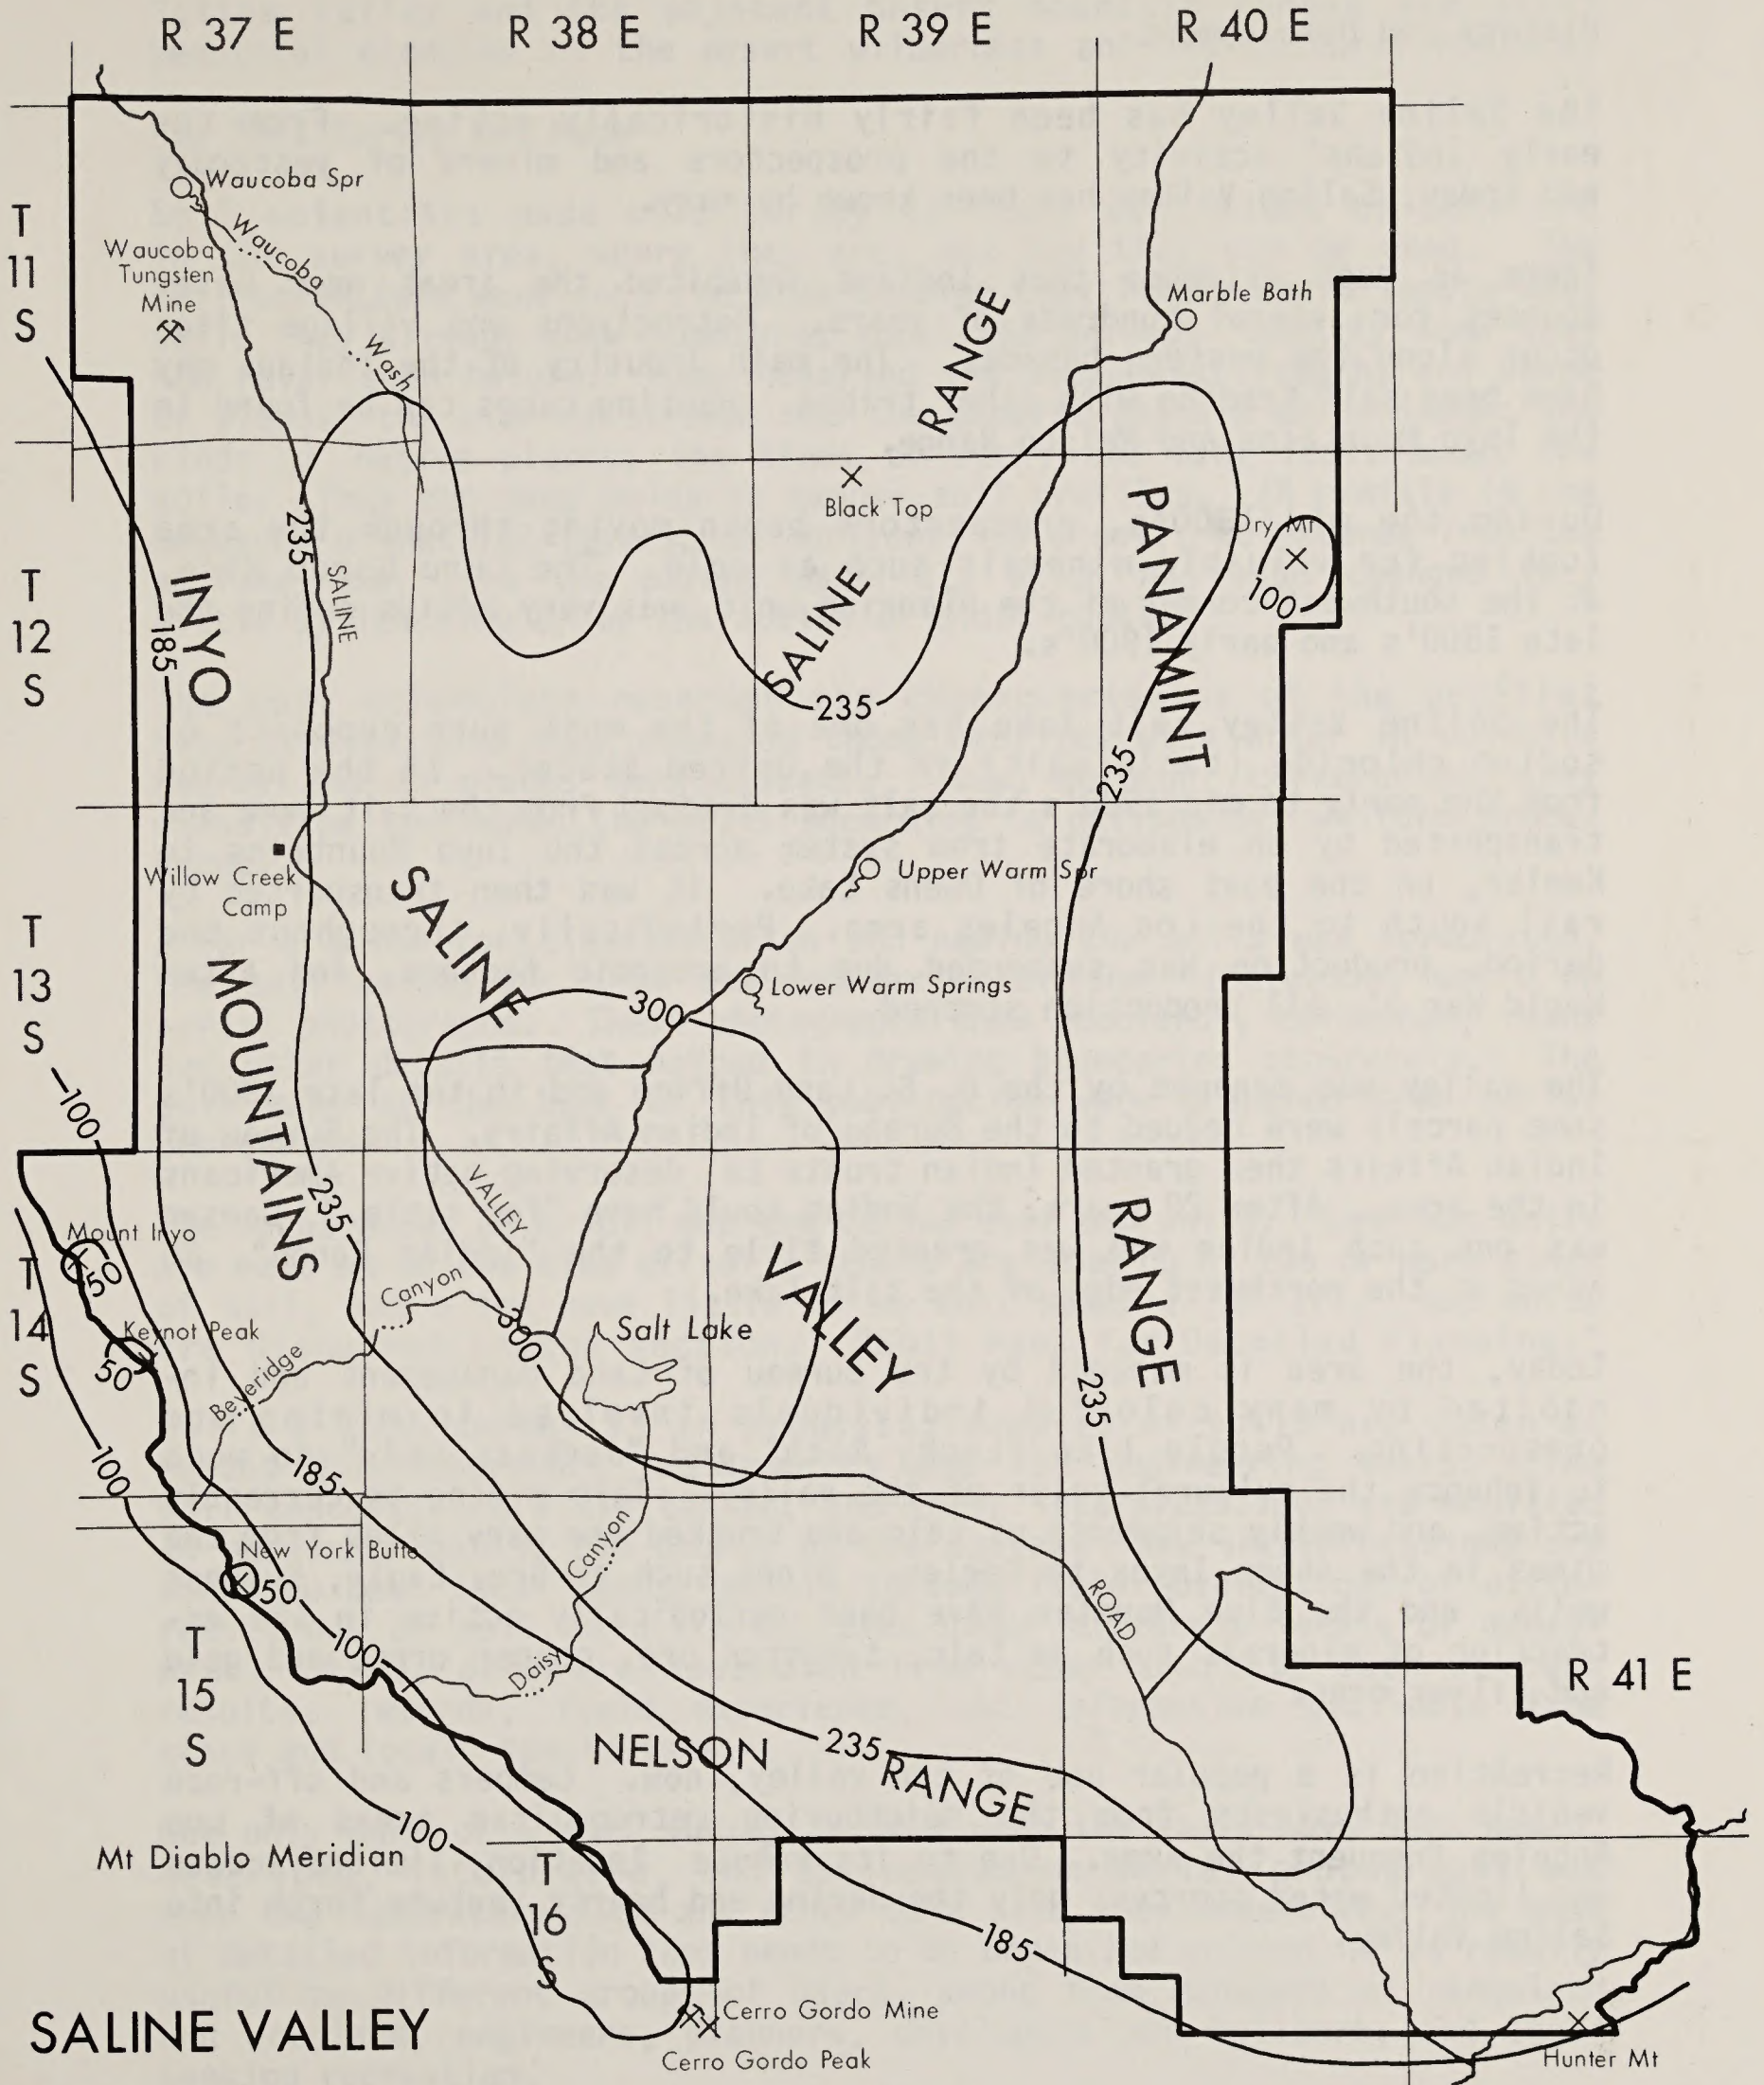 R 37 E
R 38 E
R 39 E
R 40 E
Waucoba Spr
T
11
S
Waucoba
Wash
Waucoba
Tungsten
Mine
Marble Bath
RANGE
SALINE
Black Top
PANAMINT
Dry Mt
100
T
12
S
235
SALINE
INYO
185
235
235
Willow Creek
Camp
Upper Warm Spr
SALINE
T
13
S
MOUNTAINS
300
Lower Warm Springs
100
235
VALLEY
RANGE
Mount Inyo
50
T
14
S
Canyon
Beveridge
300
Salt Lake
VALLEY
Keynot Peak
50
235
100
185
New York Butte
50
Canyon
Daisy
ROAD
100
T
15
S
R 41 E
NELSON
RANGE
235
100
Mt Diablo Meridian
T
16
S
185
SALINE VALLEY
Cerro Gordo Mine
Cerro Gordo Peak
Hunter Mt